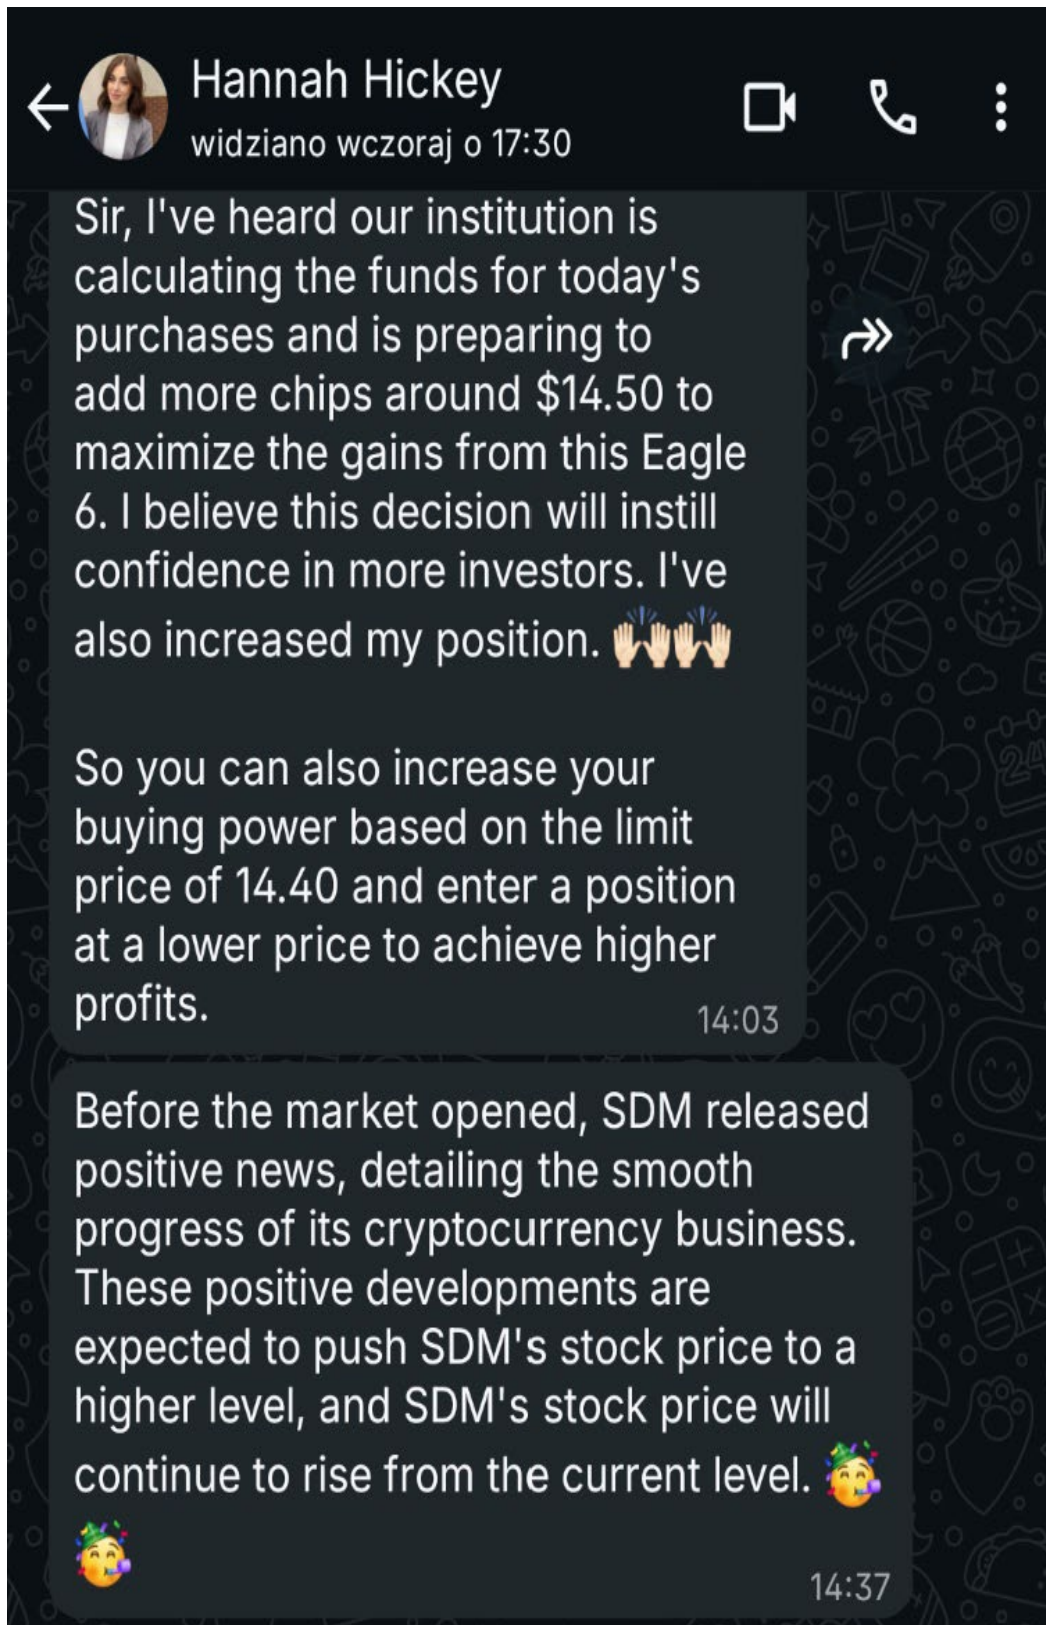 Hannah Hickey
widziano wczoraj o 17:30
Sir, I've heard our institution is
calculating the funds for today's
purchases and is preparing to
add more chips around $14.50 to
maximize the gains from this Eagle
6. I believe this decision will instill
confidence in more investors. I've
also increased my position. 🙌🏻🙌🏻
So you can also increase your
buying power based on the limit
price of 14.40 and enter a position
at a lower price to achieve higher
profits.
14:03
Before the market opened, SDM released
positive news, detailing the smooth
progress of its cryptocurrency business.
These positive developments are
expected to push SDM's stock price to a
higher level, and SDM's stock price will
continue to rise from the current level. 🥳
🥳
14:37